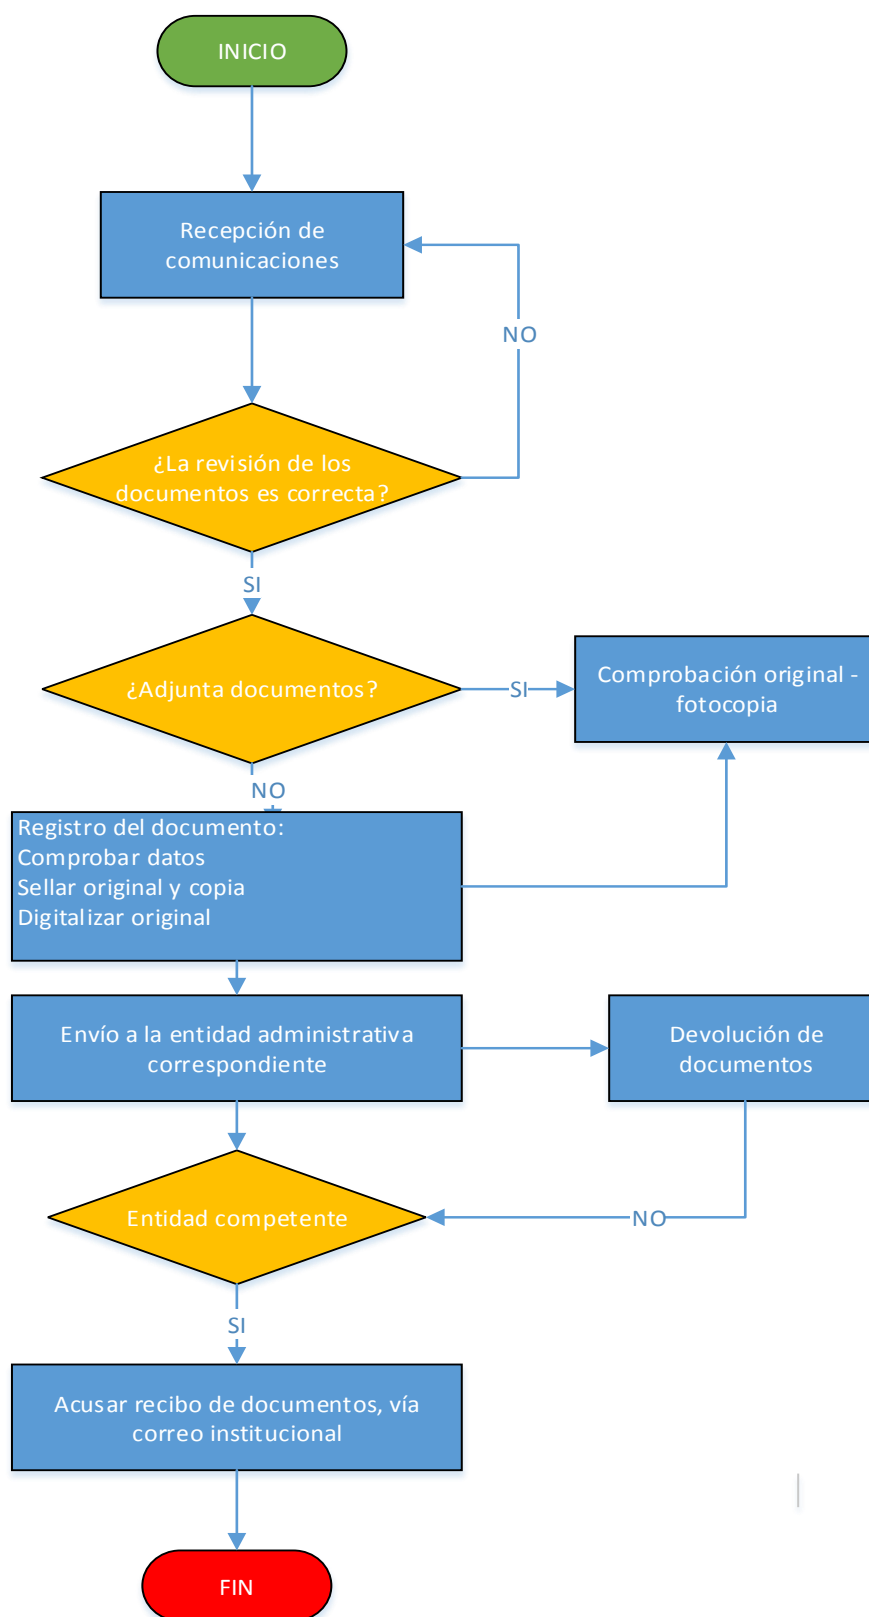 INICIO
Recepción de
comunicaciones
NO
¿La revisión de los
documentos es correcta?
SI
¿Adjunta documentos?
SI
Comprobación original -
fotocopia
NO
Registro del documento:
Comprobar datos
Sellar original y copia
Digitalizar original
Envío a la entidad administrativa
correspondiente
Devolución de
documentos
Entidad competente
NO
SI
Acusar recibo de documentos, vía
correo institucional
FIN